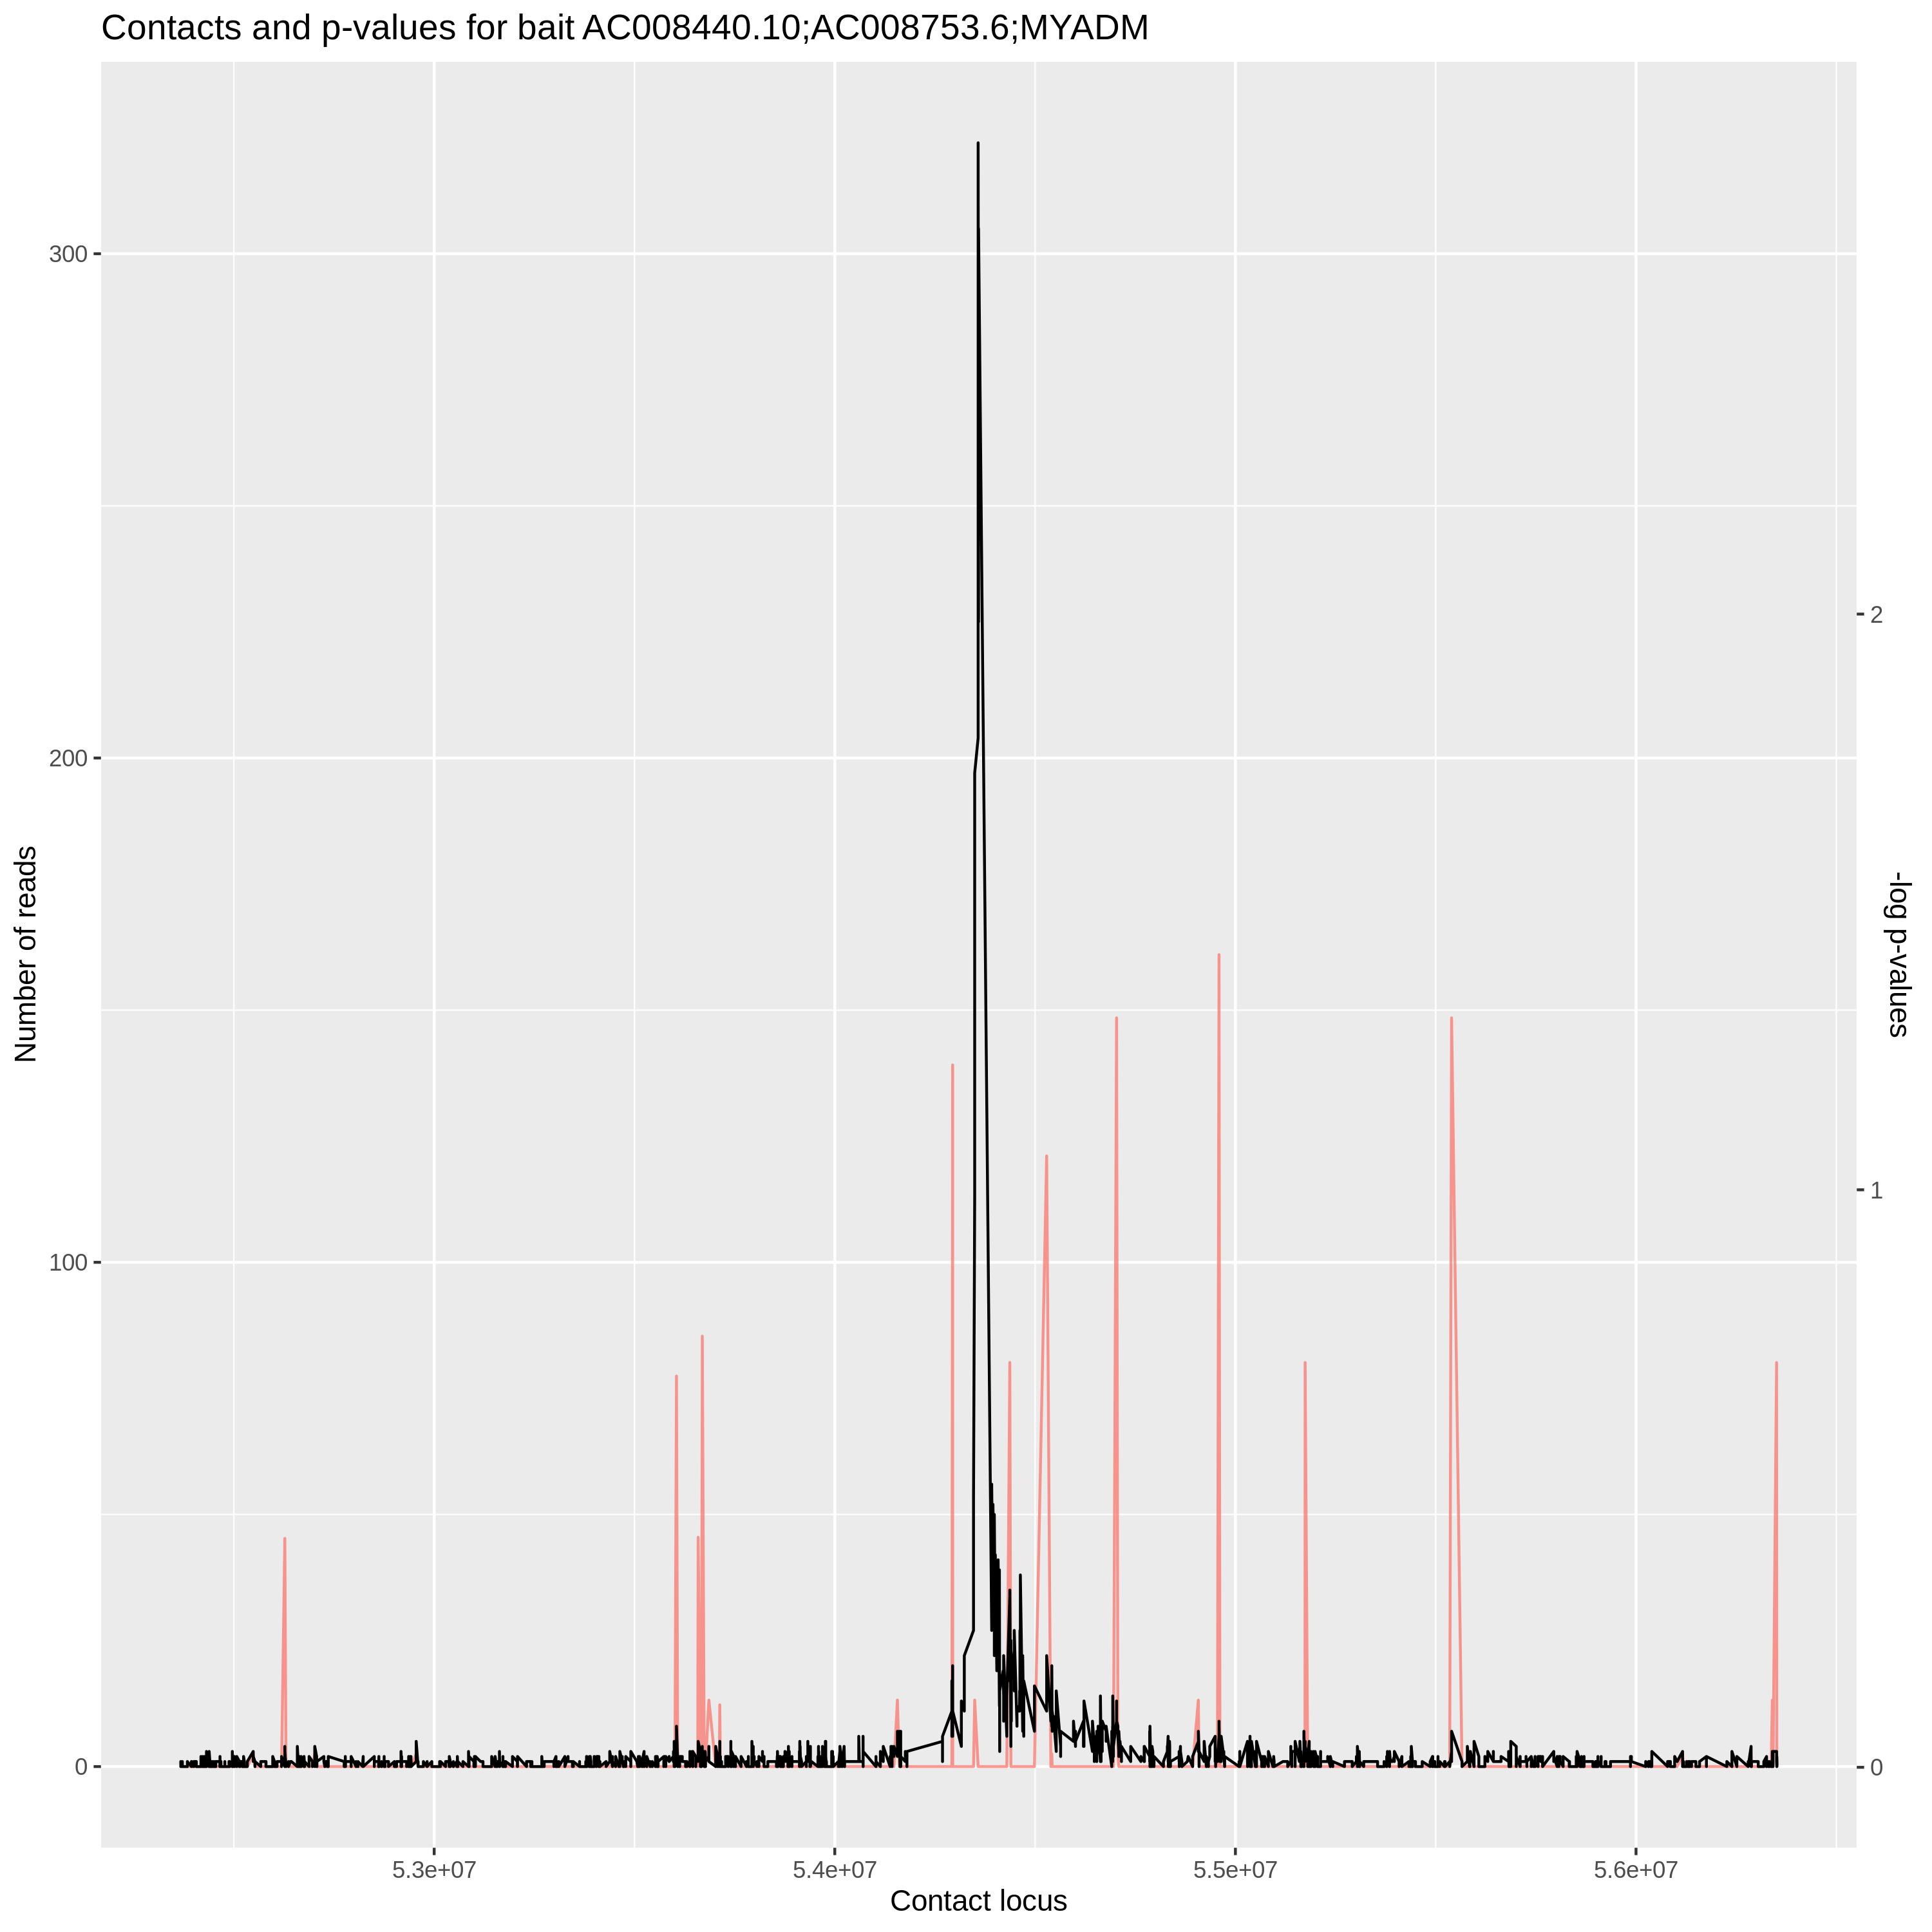 Contacts and p-values for bait AC008440.10;AC008753.6;MYADM
300
200
100
0
Number of reads
2
1
0
-log p-values
5.3e+07 5.4e+07 5.5e+07 5.6e+07
Contact locus